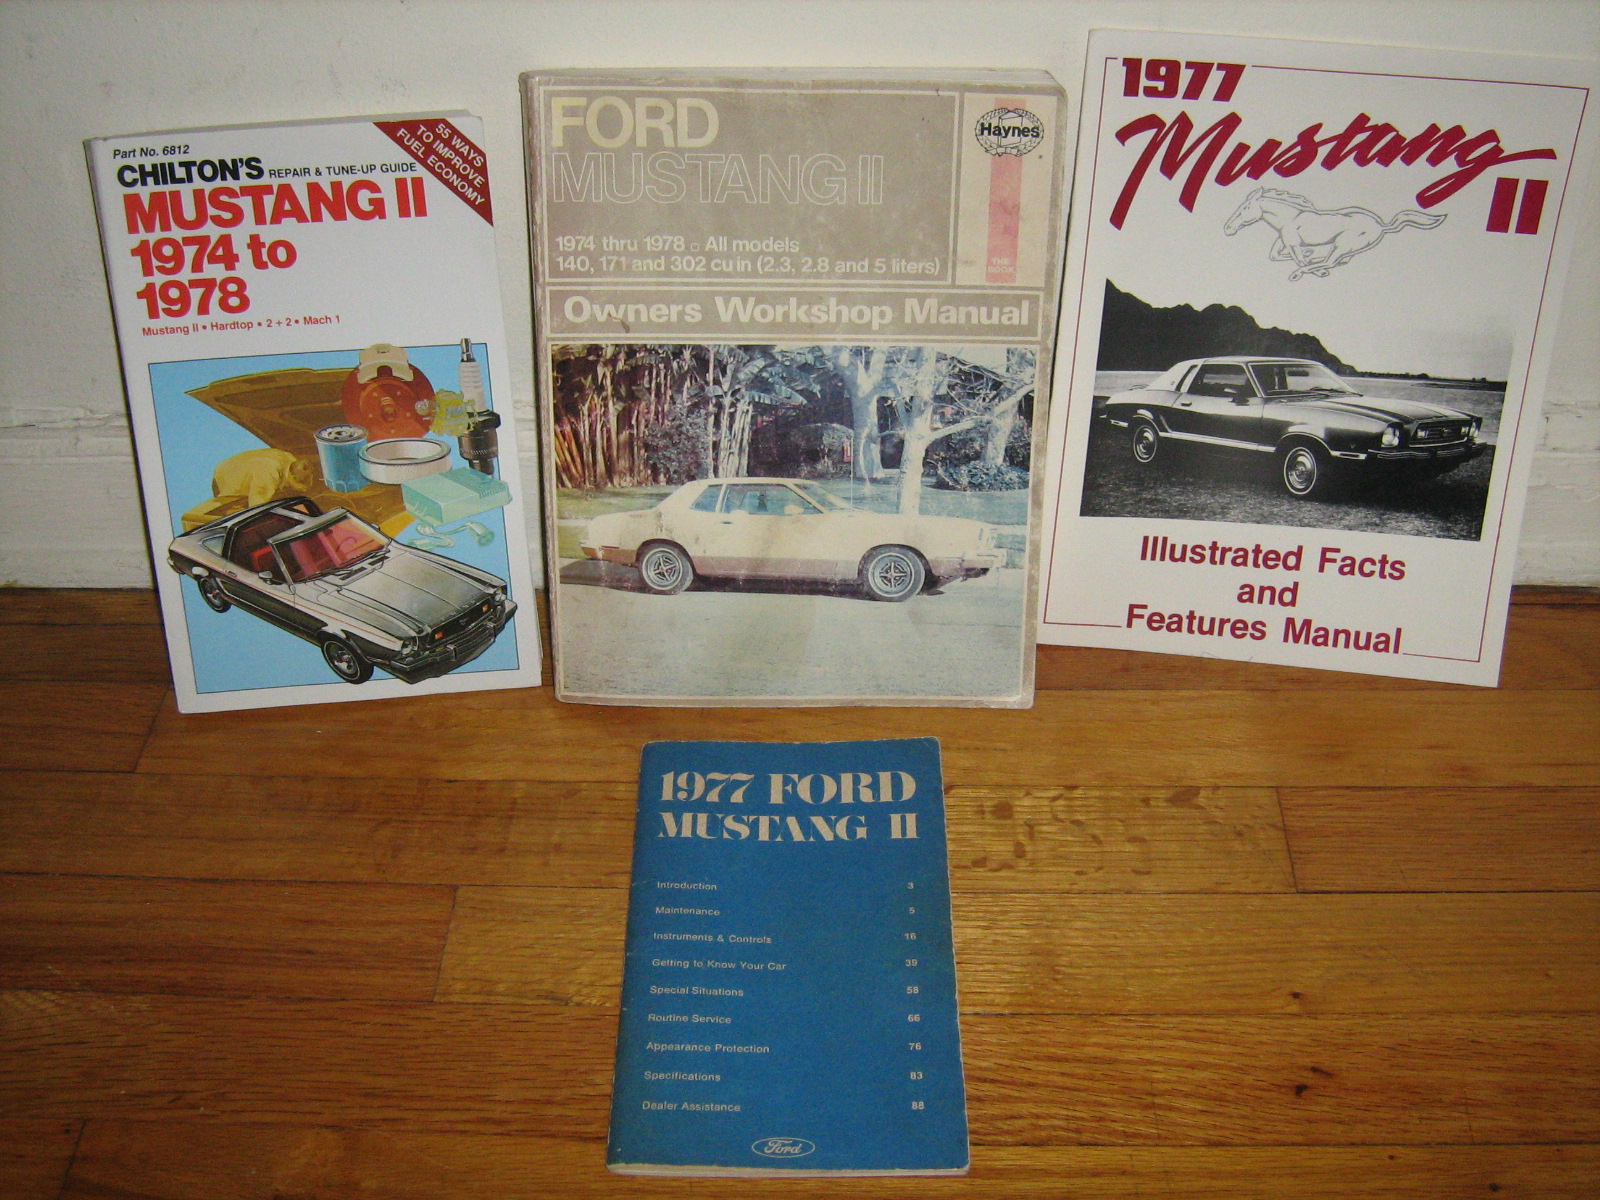 Part No. 6812
CHILTON'S REPAIR & TUNE-UP GUIDE
MUSTANG II
1974 to
1978
Mustang II • Hardtop • 2 + 2 • Mach 1
55 WAYS
TO IMPROVE
FUEL ECONOMY
FORD
MUSTANG II
1974 thru 1978 □ All models
140, 171 and 302 cu in (2.3, 2.8 and 5 liters)
Haynes
THE
BOOK
Owners Workshop Manual
1977
Mustang
II
Illustrated Facts
and
Features Manual
1977 FORD
MUSTANG II
Introduction 3
Maintenance 5
Instruments & Controls 16
Getting to Know Your Car 39
Special Situations 58
Routine Service 66
Appearance Protection 76
Specifications 83
Dealer Assistance 88
Ford